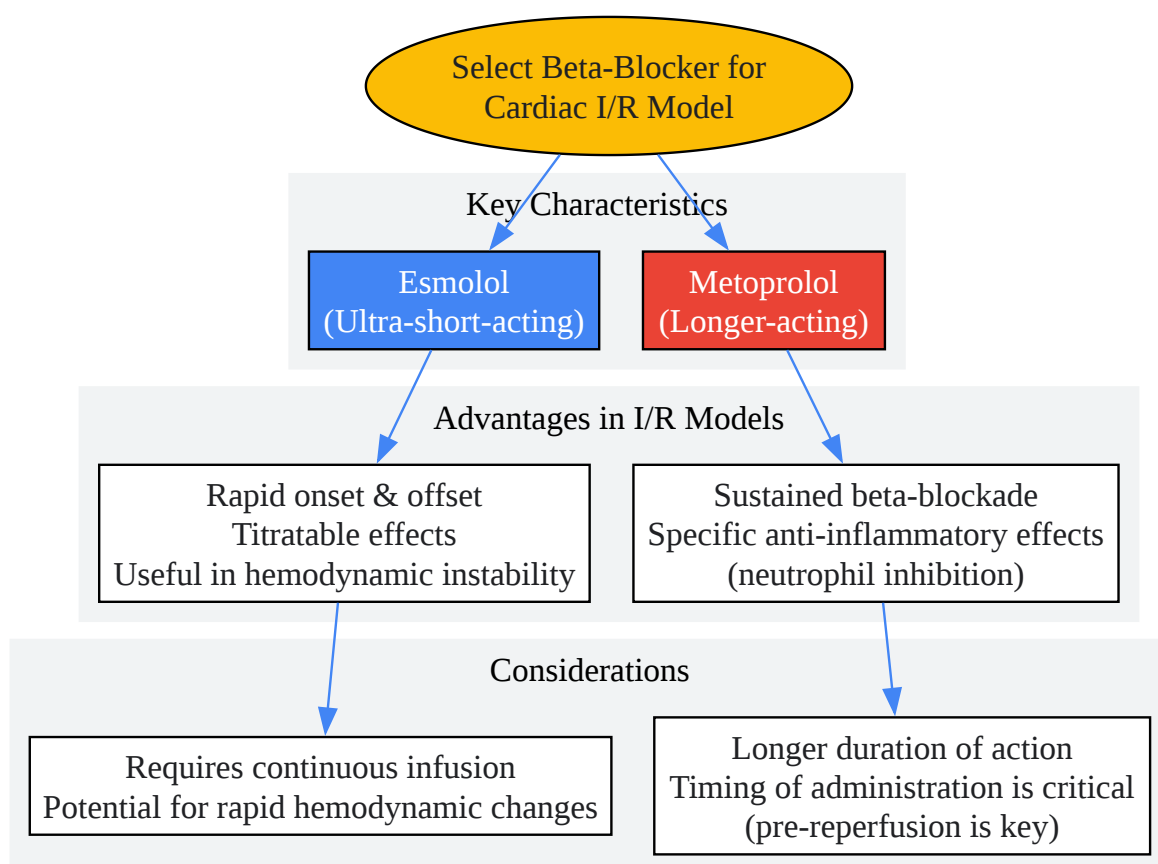 Select Beta-Blocker for
Cardiac I/R Model
Key Characteristics
Esmolol
(Ultra-short-acting)
Metoprolol
(Longer-acting)
Advantages in I/R Models
Rapid onset & offset
Titratable effects
Useful in hemodynamic instability
Sustained beta-blockade
Specific anti-inflammatory effects
(neutrophil inhibition)
Considerations
Requires continuous infusion
Potential for rapid hemodynamic changes
Longer duration of action
Timing of administration is critical
(pre-reperfusion is key)